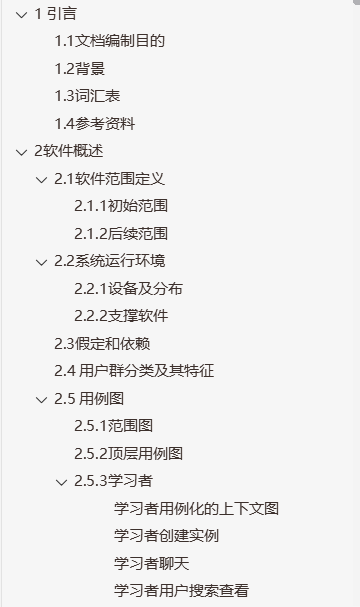 1 引言
1.1文档编制目的
1.2背景
1.3词汇表
1.4参考资料
2软件概述
2.1软件范围定义
2.1.1初始范围
2.1.2后续范围
2.2系统运行环境
2.2.1设备及分布
2.2.2支撑软件
2.3假定和依赖
2.4 用户群分类及其特征
2.5 用例图
2.5.1范围图
2.5.2顶层用例图
2.5.3学习者
学习者用例化的上下文图
学习者创建实例
学习者聊天
学习者用户搜索查看